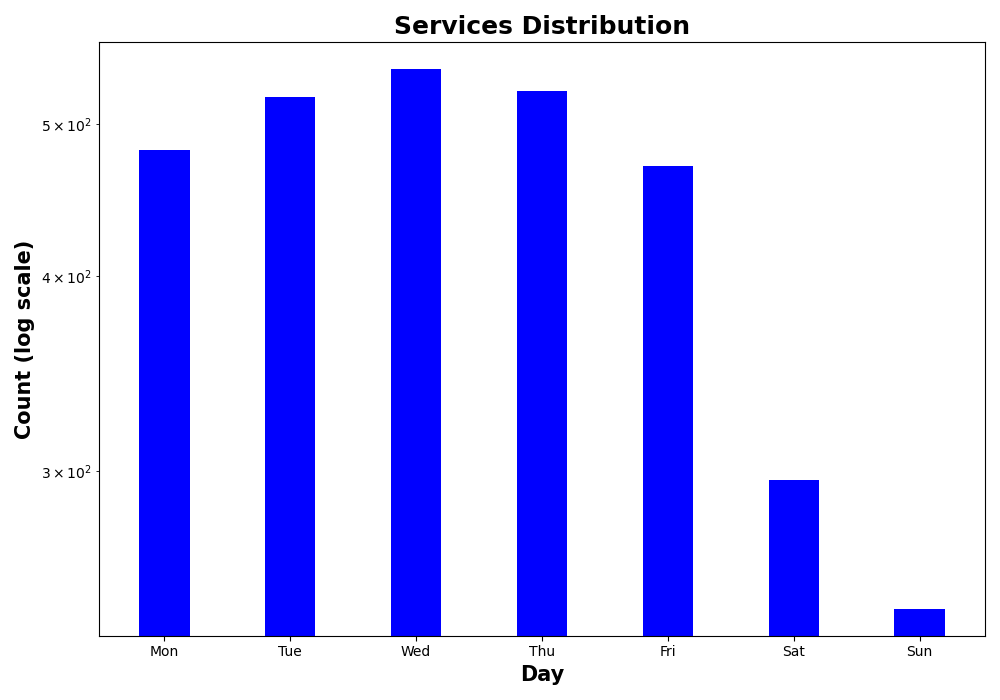 Services Distribution
Count (log scale)
5 × 10²
4 × 10²
3 × 10²
Mon Tue Wed Thu Fri Sat Sun
Day